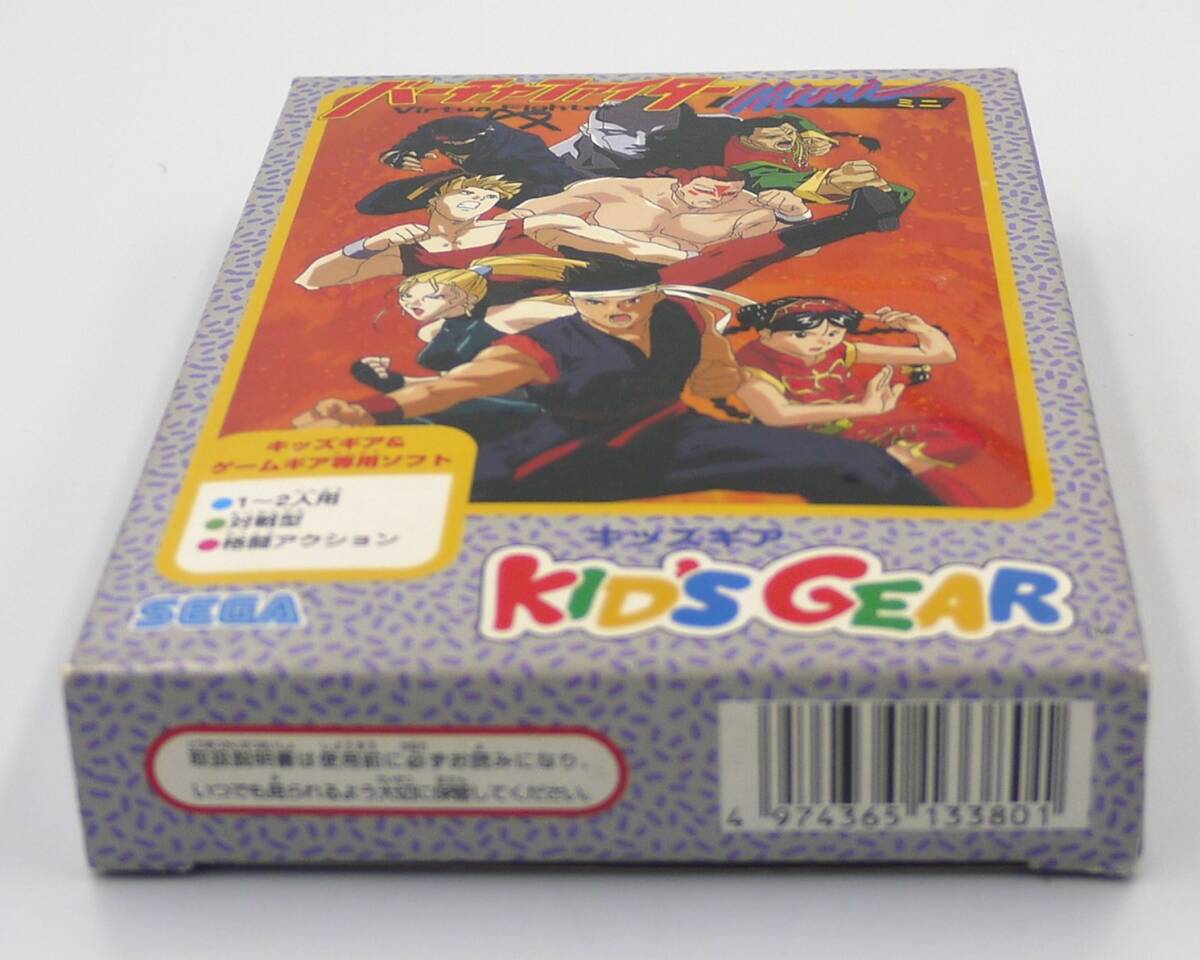 バーチャファイター Mini
Virtua Fighter
ミニ
キッズギア&
ゲームギア専用ソフト
●1〜2人用
●対戦型
●格闘アクション
キッズギア
SEGA
KID'S GEAR
取扱説明書は使用前に必ずお読みになり、
いつでも見られるよう大切に保管してください。
4 974365 133801